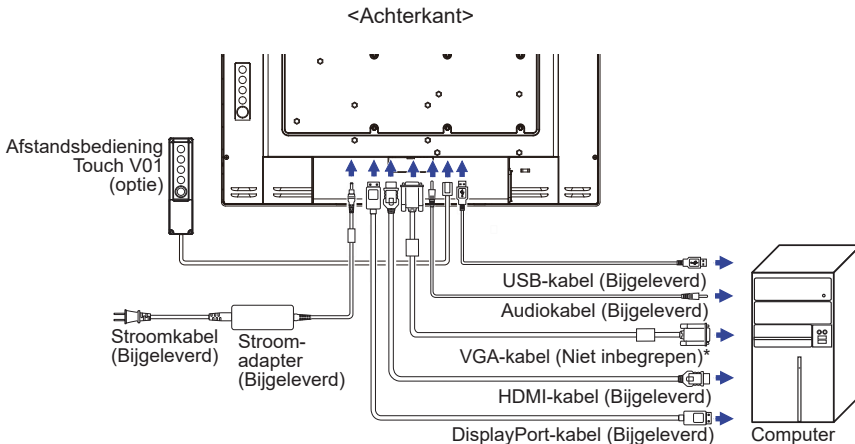 <Achterkant>
Afstandsbediening
Touch V01
(optie)
USB-kabel (Bijgeleverd)
Audiokabel (Bijgeleverd)
Stroomkabel
(Bijgeleverd)
Stroom-
adapter
(Bijgeleverd)
VGA-kabel (Niet inbegrepen)*
HDMI-kabel (Bijgeleverd)
DisplayPort-kabel (Bijgeleverd)
Computer